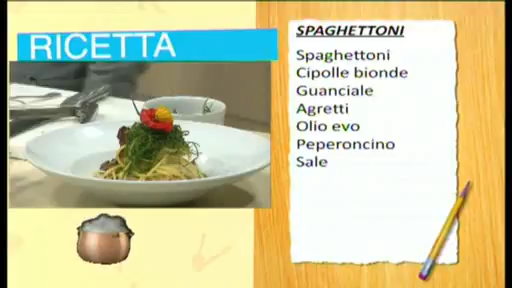 RICETTA
SPAGHETTONI
Spaghettoni
Cipolle bionde
Guanciale
Agretti
Olio evo
Peperoncino
Sale